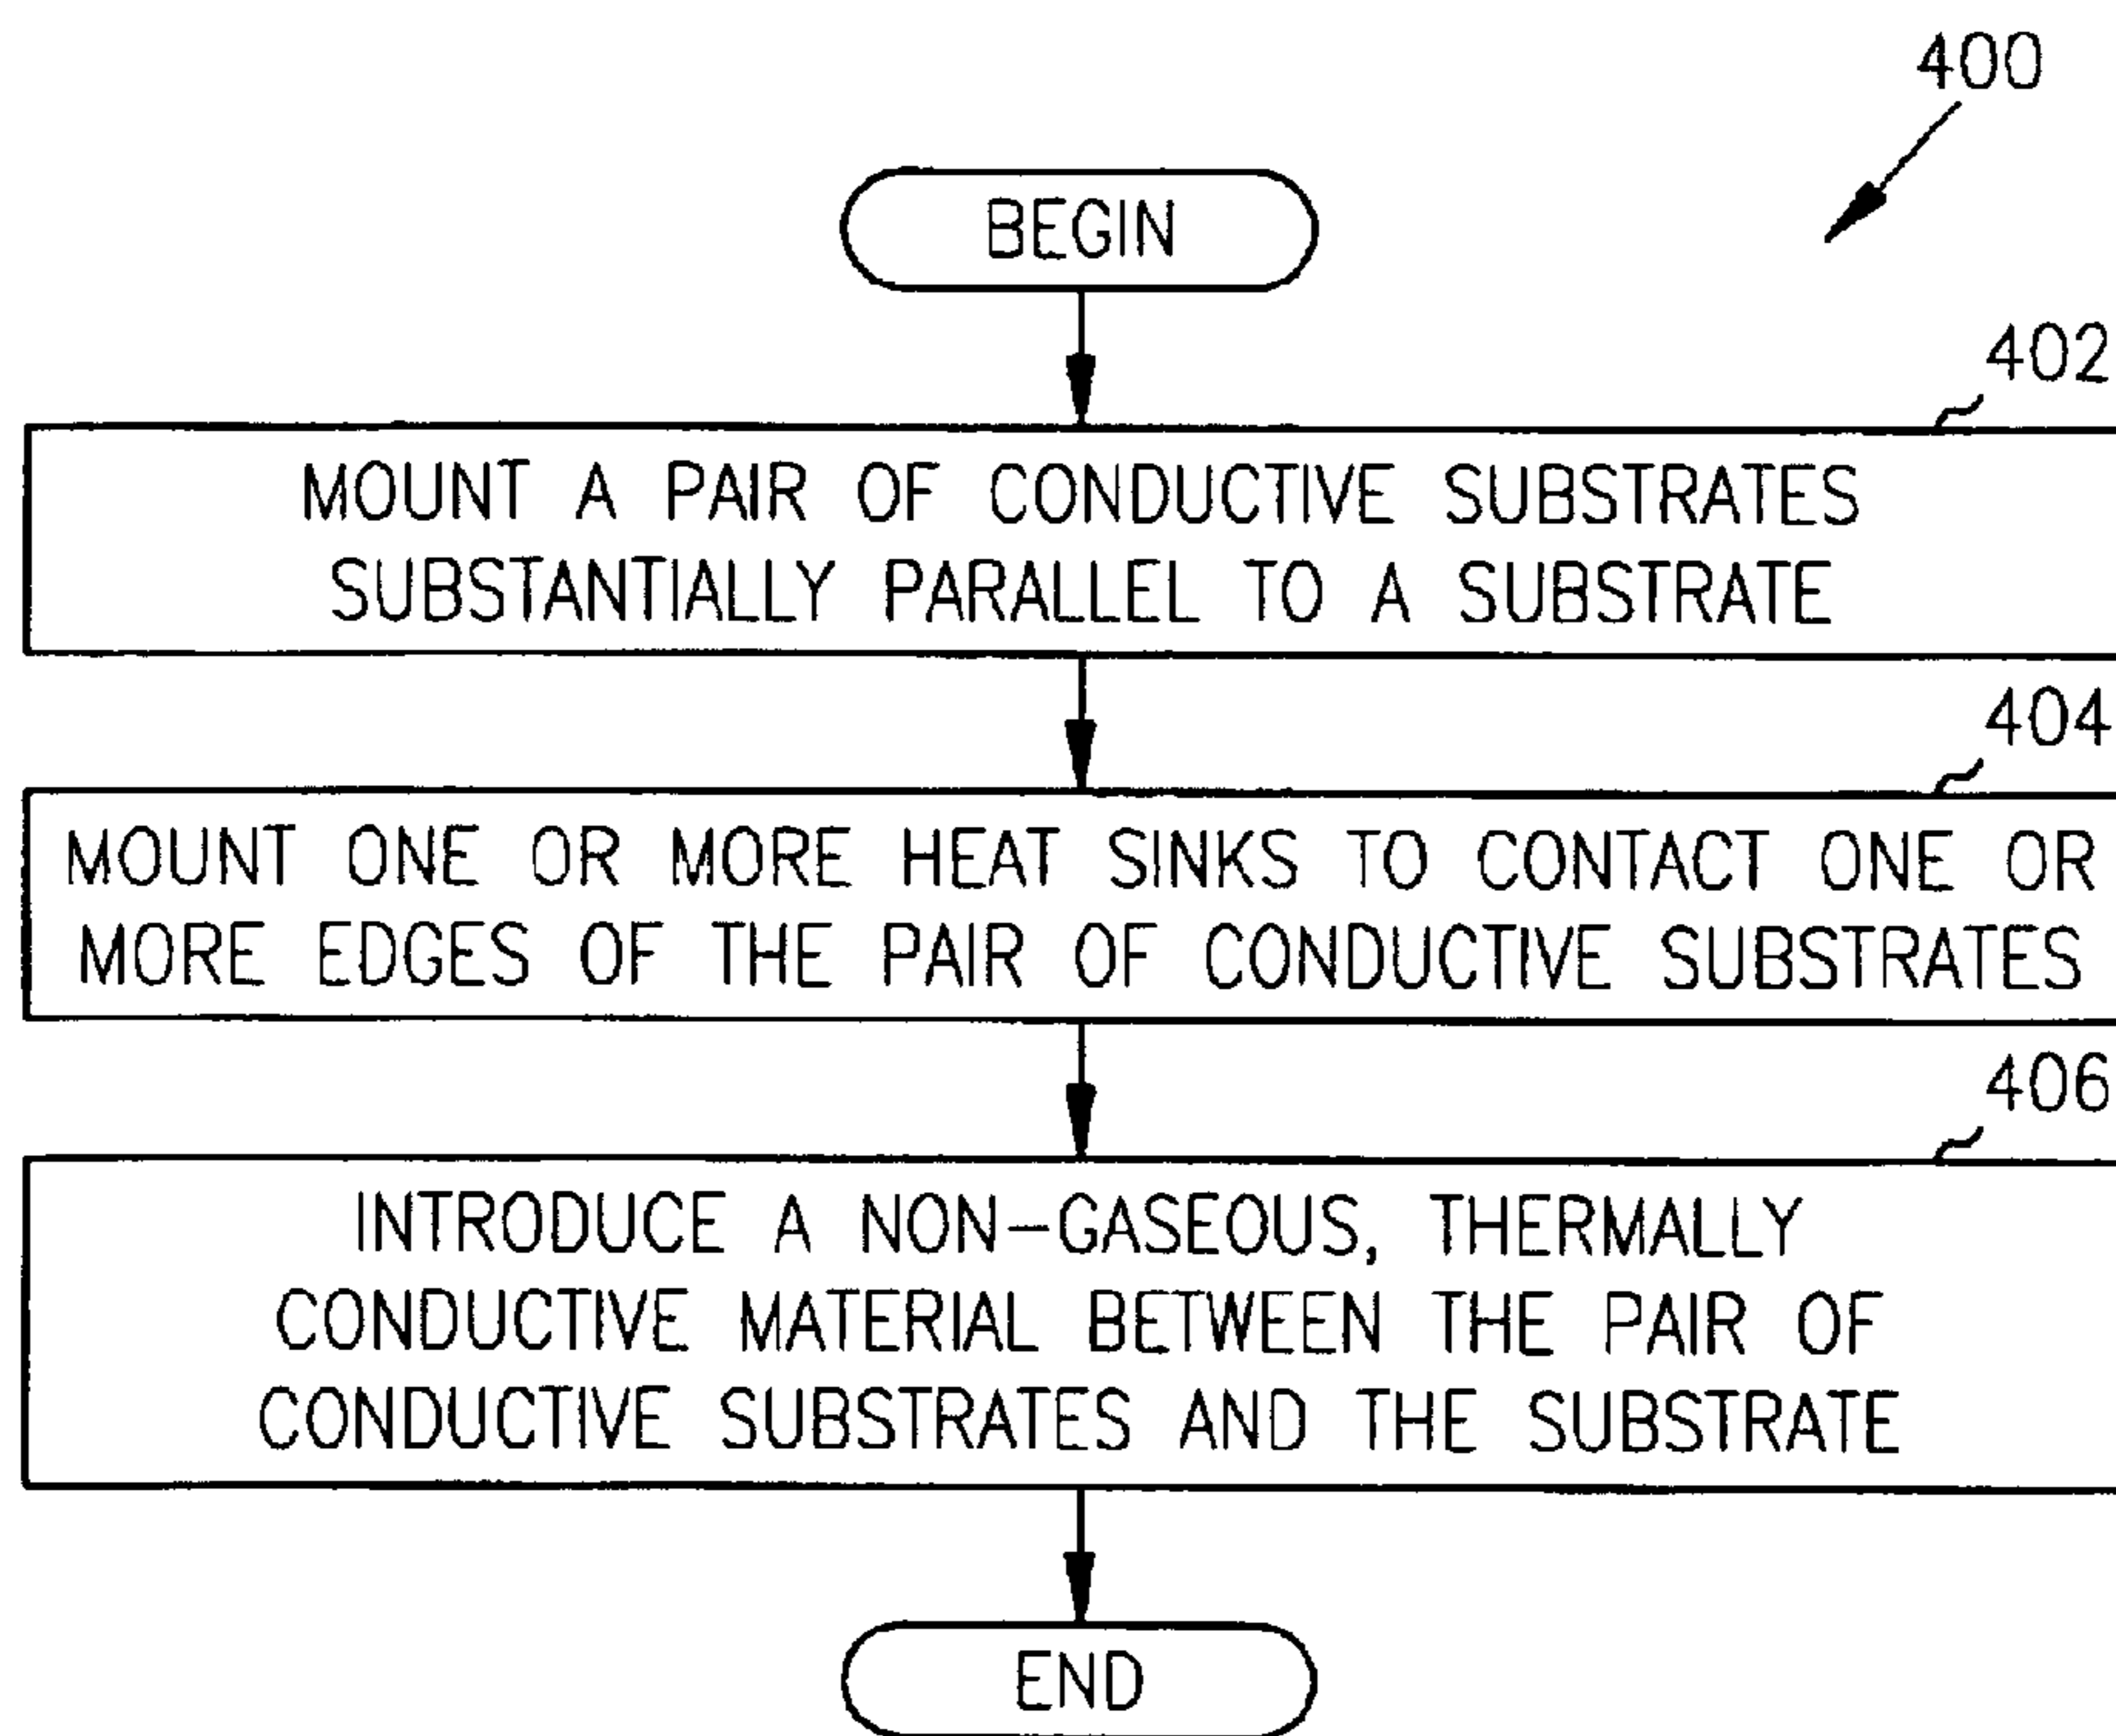 400
BEGIN
402
MOUNT A PAIR OF CONDUCTIVE SUBSTRATES
SUBSTANTIALLY PARALLEL TO A SUBSTRATE
404
MOUNT ONE OR MORE HEAT SINKS TO CONTACT ONE OR
MORE EDGES OF THE PAIR OF CONDUCTIVE SUBSTRATES
406
INTRODUCE A NON-GASEOUS, THERMALLY
CONDUCTIVE MATERIAL BETWEEN THE PAIR OF
CONDUCTIVE SUBSTRATES AND THE SUBSTRATE
END